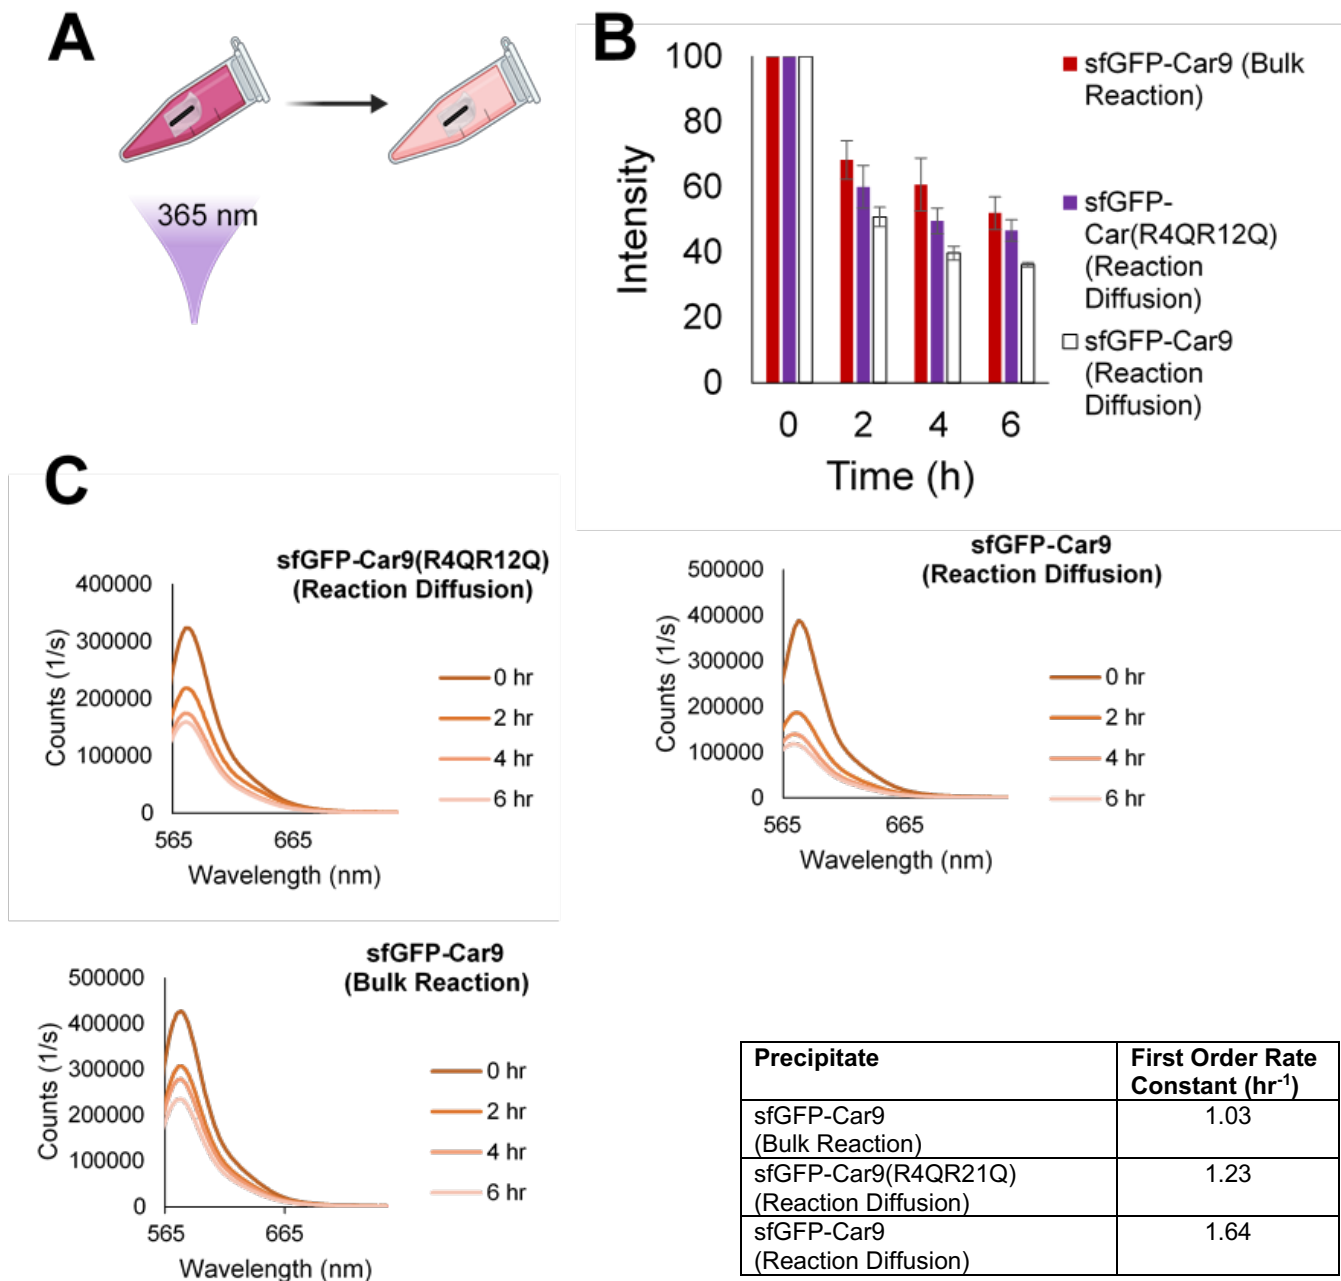 A
365 nm
B
100
80
60
40
20
0
Intensity
0 2 4 6
Time (h)
sfGFP-Car9 (Bulk
Reaction)
sfGFP-
Car(R4QR12Q)
(Reaction
Diffusion)
sfGFP-Car9
(Reaction
Diffusion)
C
sfGFP-Car9(R4QR12Q)
(Reaction Diffusion)
400000
300000
200000
100000
0
Counts (1/s)
565 665
Wavelength (nm)
0 hr
2 hr
4 hr
6 hr
sfGFP-Car9
(Reaction Diffusion)
500000
400000
300000
200000
100000
0
Counts (1/s)
565 665
Wavelength (nm)
0 hr
2 hr
4 hr
6 hr
sfGFP-Car9
(Bulk Reaction)
500000
400000
300000
200000
100000
0
Counts (1/s)
565 665
Wavelength (nm)
0 hr
2 hr
4 hr
6 hr
Precipitate
First Order Rate
Constant (hr-1)
sfGFP-Car9
(Bulk Reaction)
1.03
sfGFP-Car9(R4QR21Q)
(Reaction Diffusion)
1.23
sfGFP-Car9
(Reaction Diffusion)
1.64